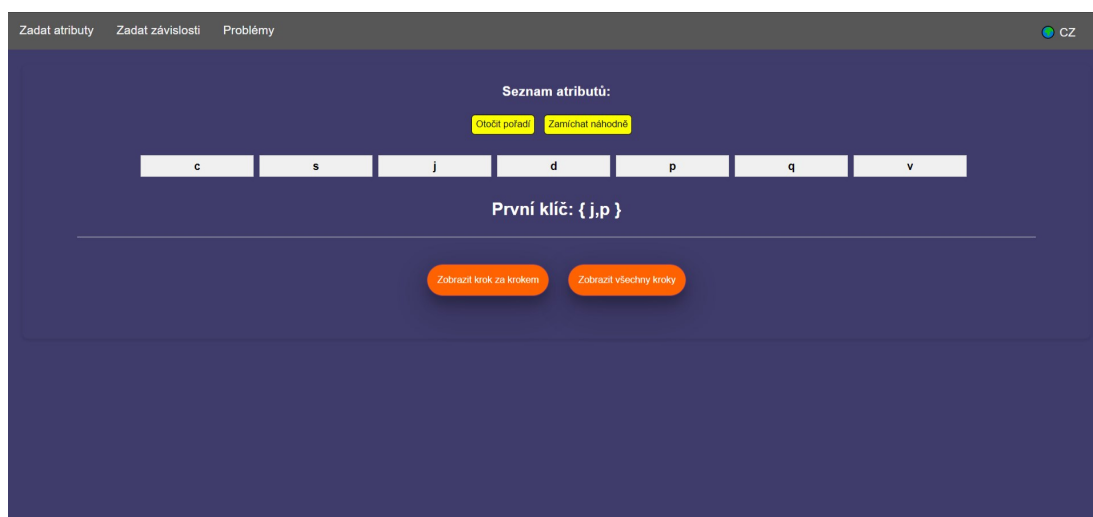 Zadat atributy Zadat závislosti Problémy CZ
Seznam atributů:
Otočit pořadí Zamíchat náhodně
c s j d p q v
První klíč: { j,p }
Zobrazit krok za krokem Zobrazit všechny kroky